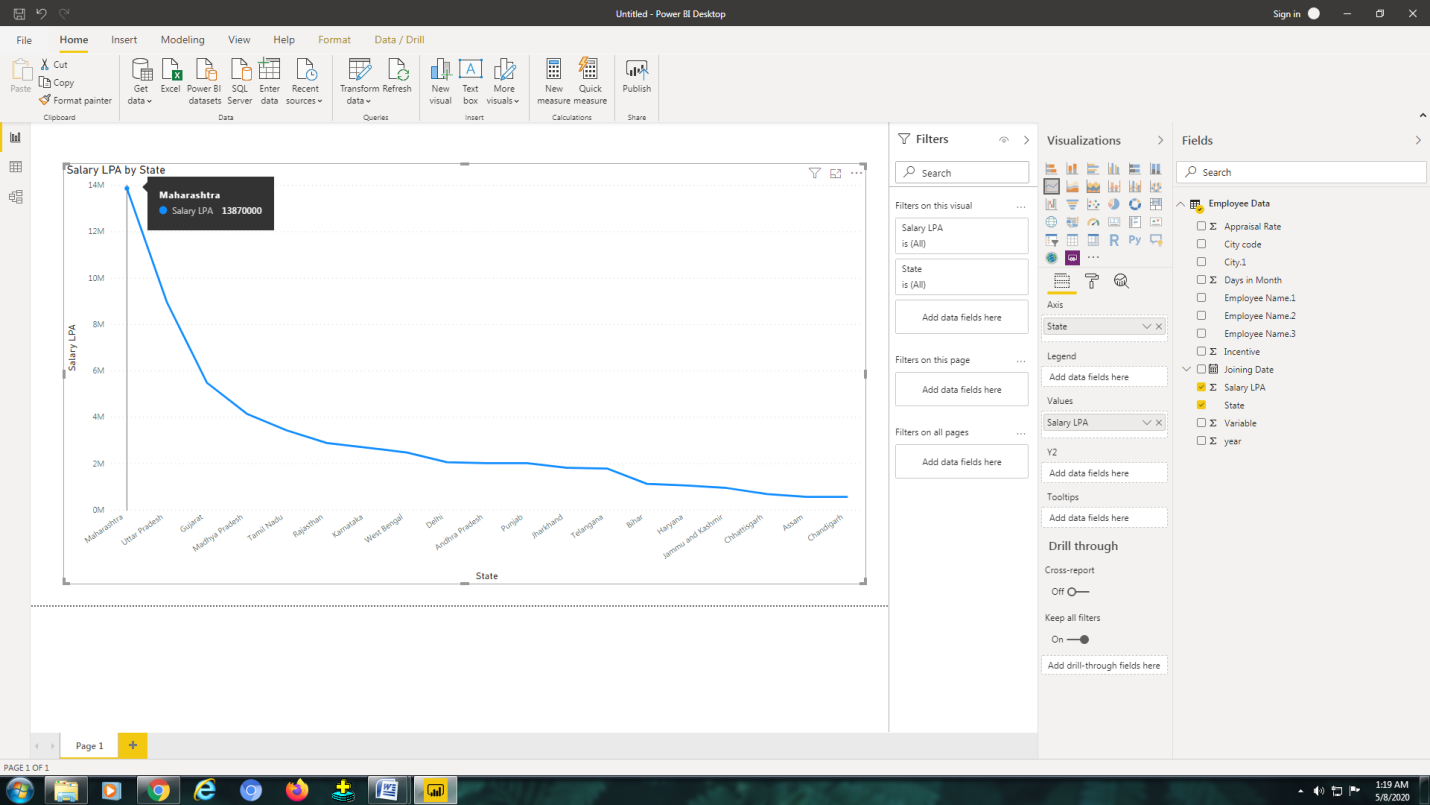 Untitled - Power BI Desktop
Sign in
File Home Insert Modeling View Help Format Data / Drill
Paste
Cut
Copy
Format painter
Clipboard
Get data
Excel
Power BI datasets
SQL Server
Enter data
Recent sources
Data
Transform data
Refresh
Queries
New visual
Text box
More visuals
Insert
New measure
Quick measure
Calculations
Publish
Share
Salary LPA by State
Maharashtra
Salary LPA 13870000
14M
12M
10M
8M
6M
4M
2M
0M
Salary LPA
Maharashtra
Uttar Pradesh
Gujarat
Madhya Pradesh
Tamil Nadu
Rajasthan
Karnataka
West Bengal
Delhi
Andhra Pradesh
Punjab
Jharkhand
Telangana
Bihar
Haryana
Jammu and Kashmir
Chhattisgarh
Assam
Chandigarh
State
Filters
Search
Filters on this visual
Salary LPA
is (All)
State
is (All)
Add data fields here
Filters on this page
Add data fields here
Filters on all pages
Add data fields here
Visualizations
R Py
Axis
State
Legend
Add data fields here
Values
Salary LPA
Y2
Add data fields here
Tooltips
Add data fields here
Drill through
Cross-report
Off
Keep all filters
On
Add drill-through fields here
Fields
Search
Employee Data
Σ Appraisal Rate
City code
City.1
Σ Days in Month
Employee Name.1
Employee Name.2
Employee Name.3
Σ Incentive
Joining Date
Σ Salary LPA
State
Σ Variable
Σ year
Page 1
PAGE 1 OF 1
1:19 AM
5/8/2020